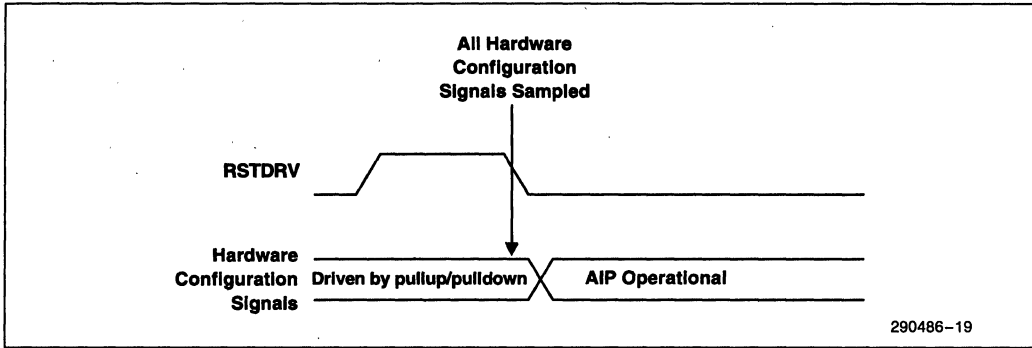 All Hardware
Configuration
Signals Sampled
RSTDRV
Hardware
Configuration
Signals
Driven by pullup/pulldown
AIP Operational
290486-19